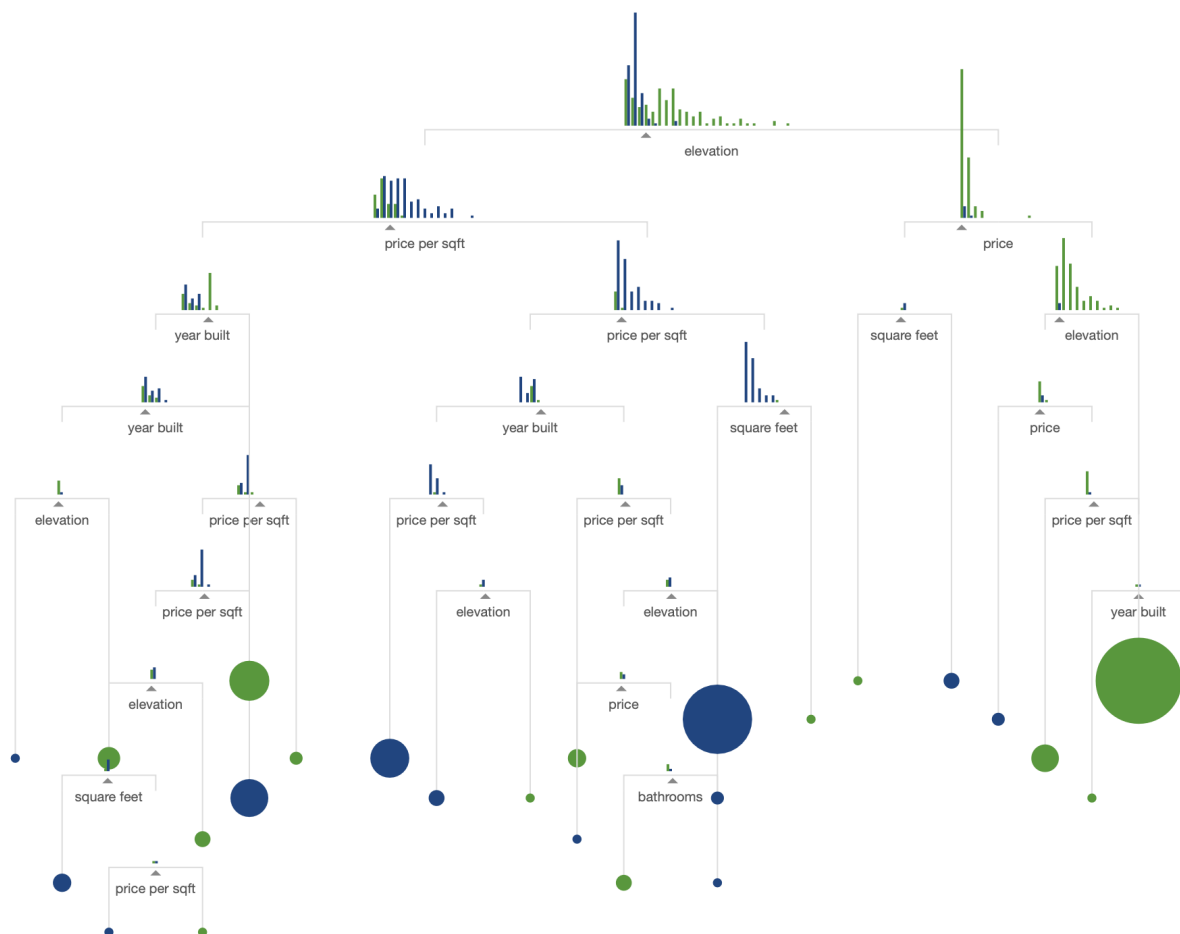 elevation
price per sqft
price
year built
price per sqft
square feet
elevation
year built
year built
square feet
price
elevation
price per sqft
price per sqft
price per sqft
price per sqft
price per sqft
elevation
elevation
year built
elevation
price
square feet
bathrooms
price per sqft